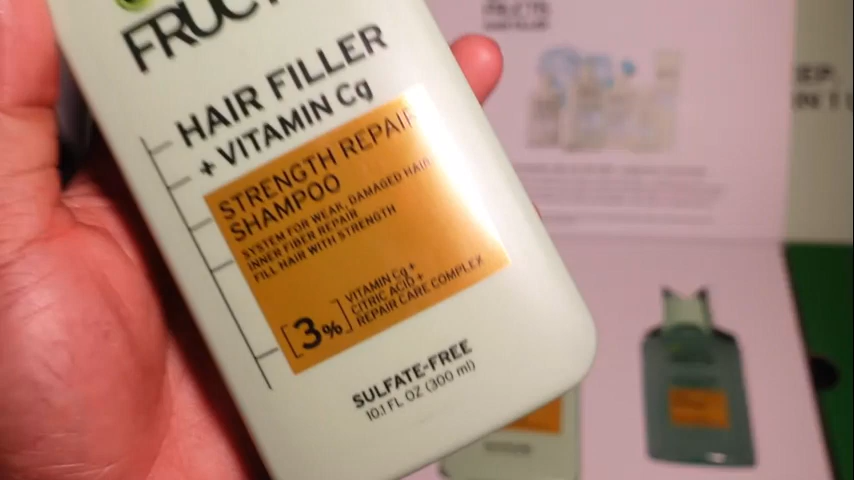 FRUCT
HAIR FILLER
+ VITAMIN Cg
STRENGTH REPAIR
SHAMPOO
SYSTEM FOR WEAK, DAMAGED HAIR
INNER FIBER REPAIR
FILL HAIR WITH STRENGTH
[3%]
VITAMIN Cg +
CITRIC ACID +
REPAIR CARE COMPLEX
SULFATE-FREE
10.1 FL OZ (300 ml)